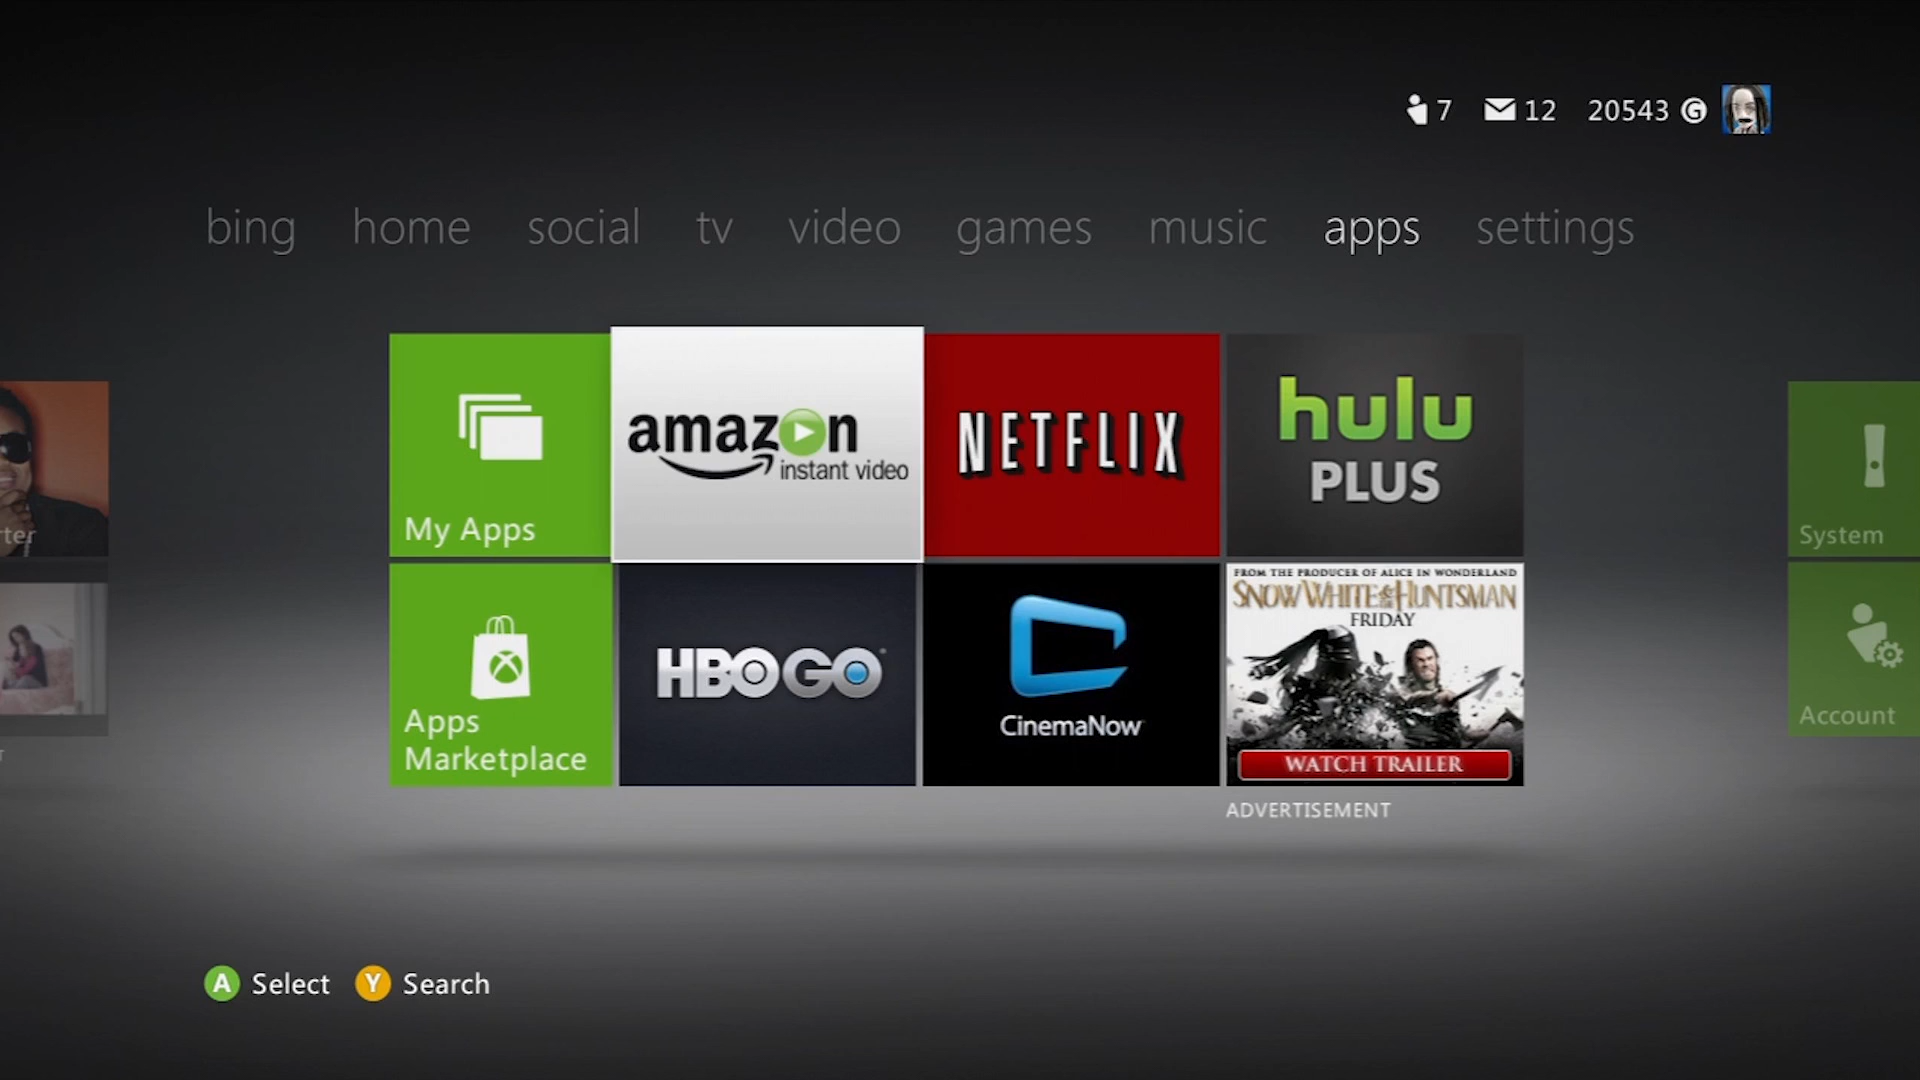 7 12 20543 G
bing home social tv video games music apps settings
My Apps
amazon
instant video
NETFLIX
hulu
PLUS
Apps
Marketplace
HBO GO
CinemaNow
FROM THE PRODUCER OF ALICE IN WONDERLAND
SNOW WHITE & THE HUNTSMAN
FRIDAY
WATCH TRAILER
ADVERTISEMENT
System
Account
A Select Y Search